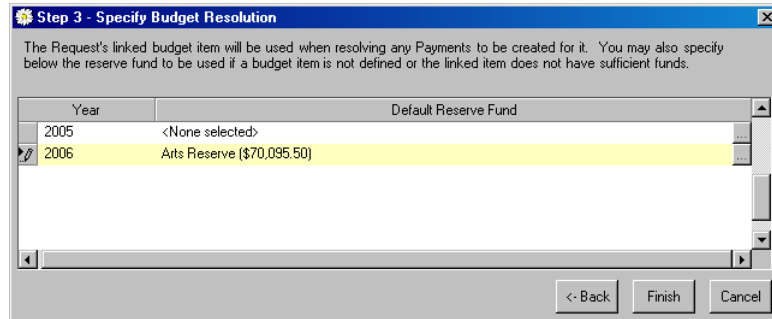 Step 3 - Specify Budget Resolution
The Request's linked budget item will be used when resolving any Payments to be created for it. You may also specify
below the reserve fund to be used if a budget item is not defined or the linked item does not have sufficient funds.
Year Default Reserve Fund
2005 <None selected> ...
2006 Arts Reserve ($70,095.50) ...
<- Back Finish Cancel